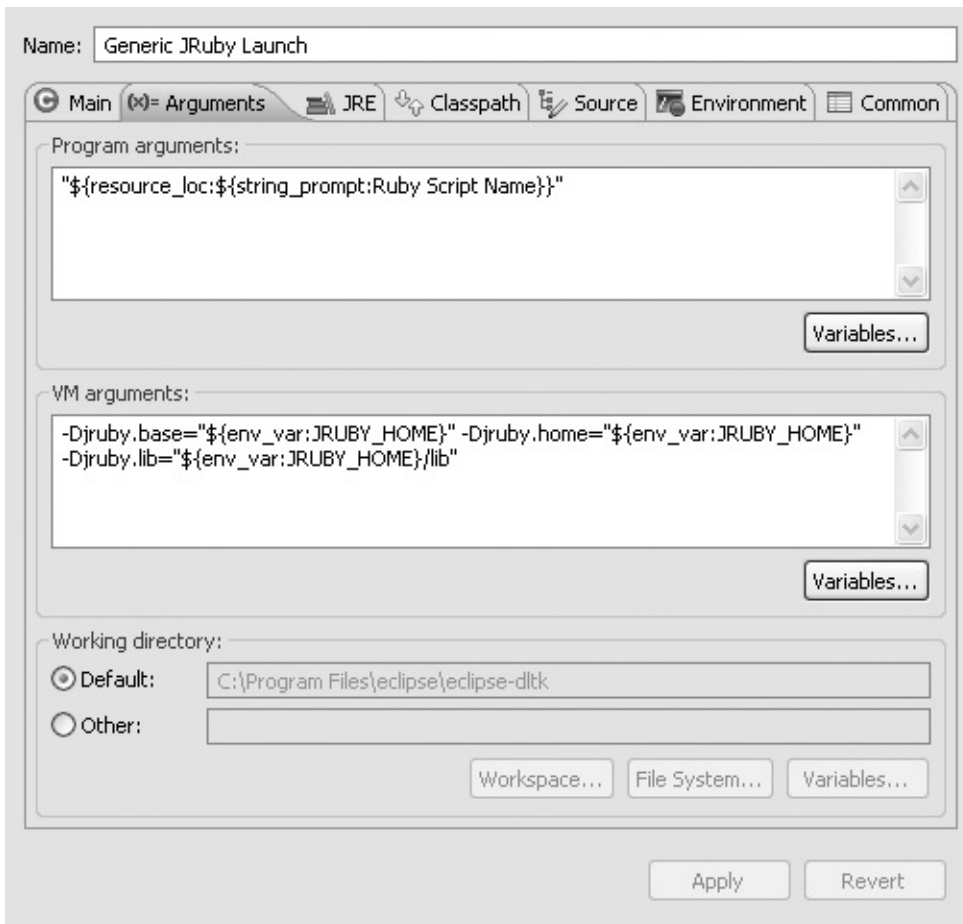 Name: Generic JRuby Launch
Main (x)= Arguments JRE Classpath Source Environment Common
Program arguments:
"${resource_loc:${string_prompt:Ruby Script Name}}"
Variables...
VM arguments:
-Djruby.base="${env_var:JRUBY_HOME}" -Djruby.home="${env_var:JRUBY_HOME}"
-Djruby.lib="${env_var:JRUBY_HOME}/lib"
Variables...
Working directory:
Default: C:\Program Files\eclipse\eclipse-dltk
Other:
Workspace... File System... Variables...
Apply Revert